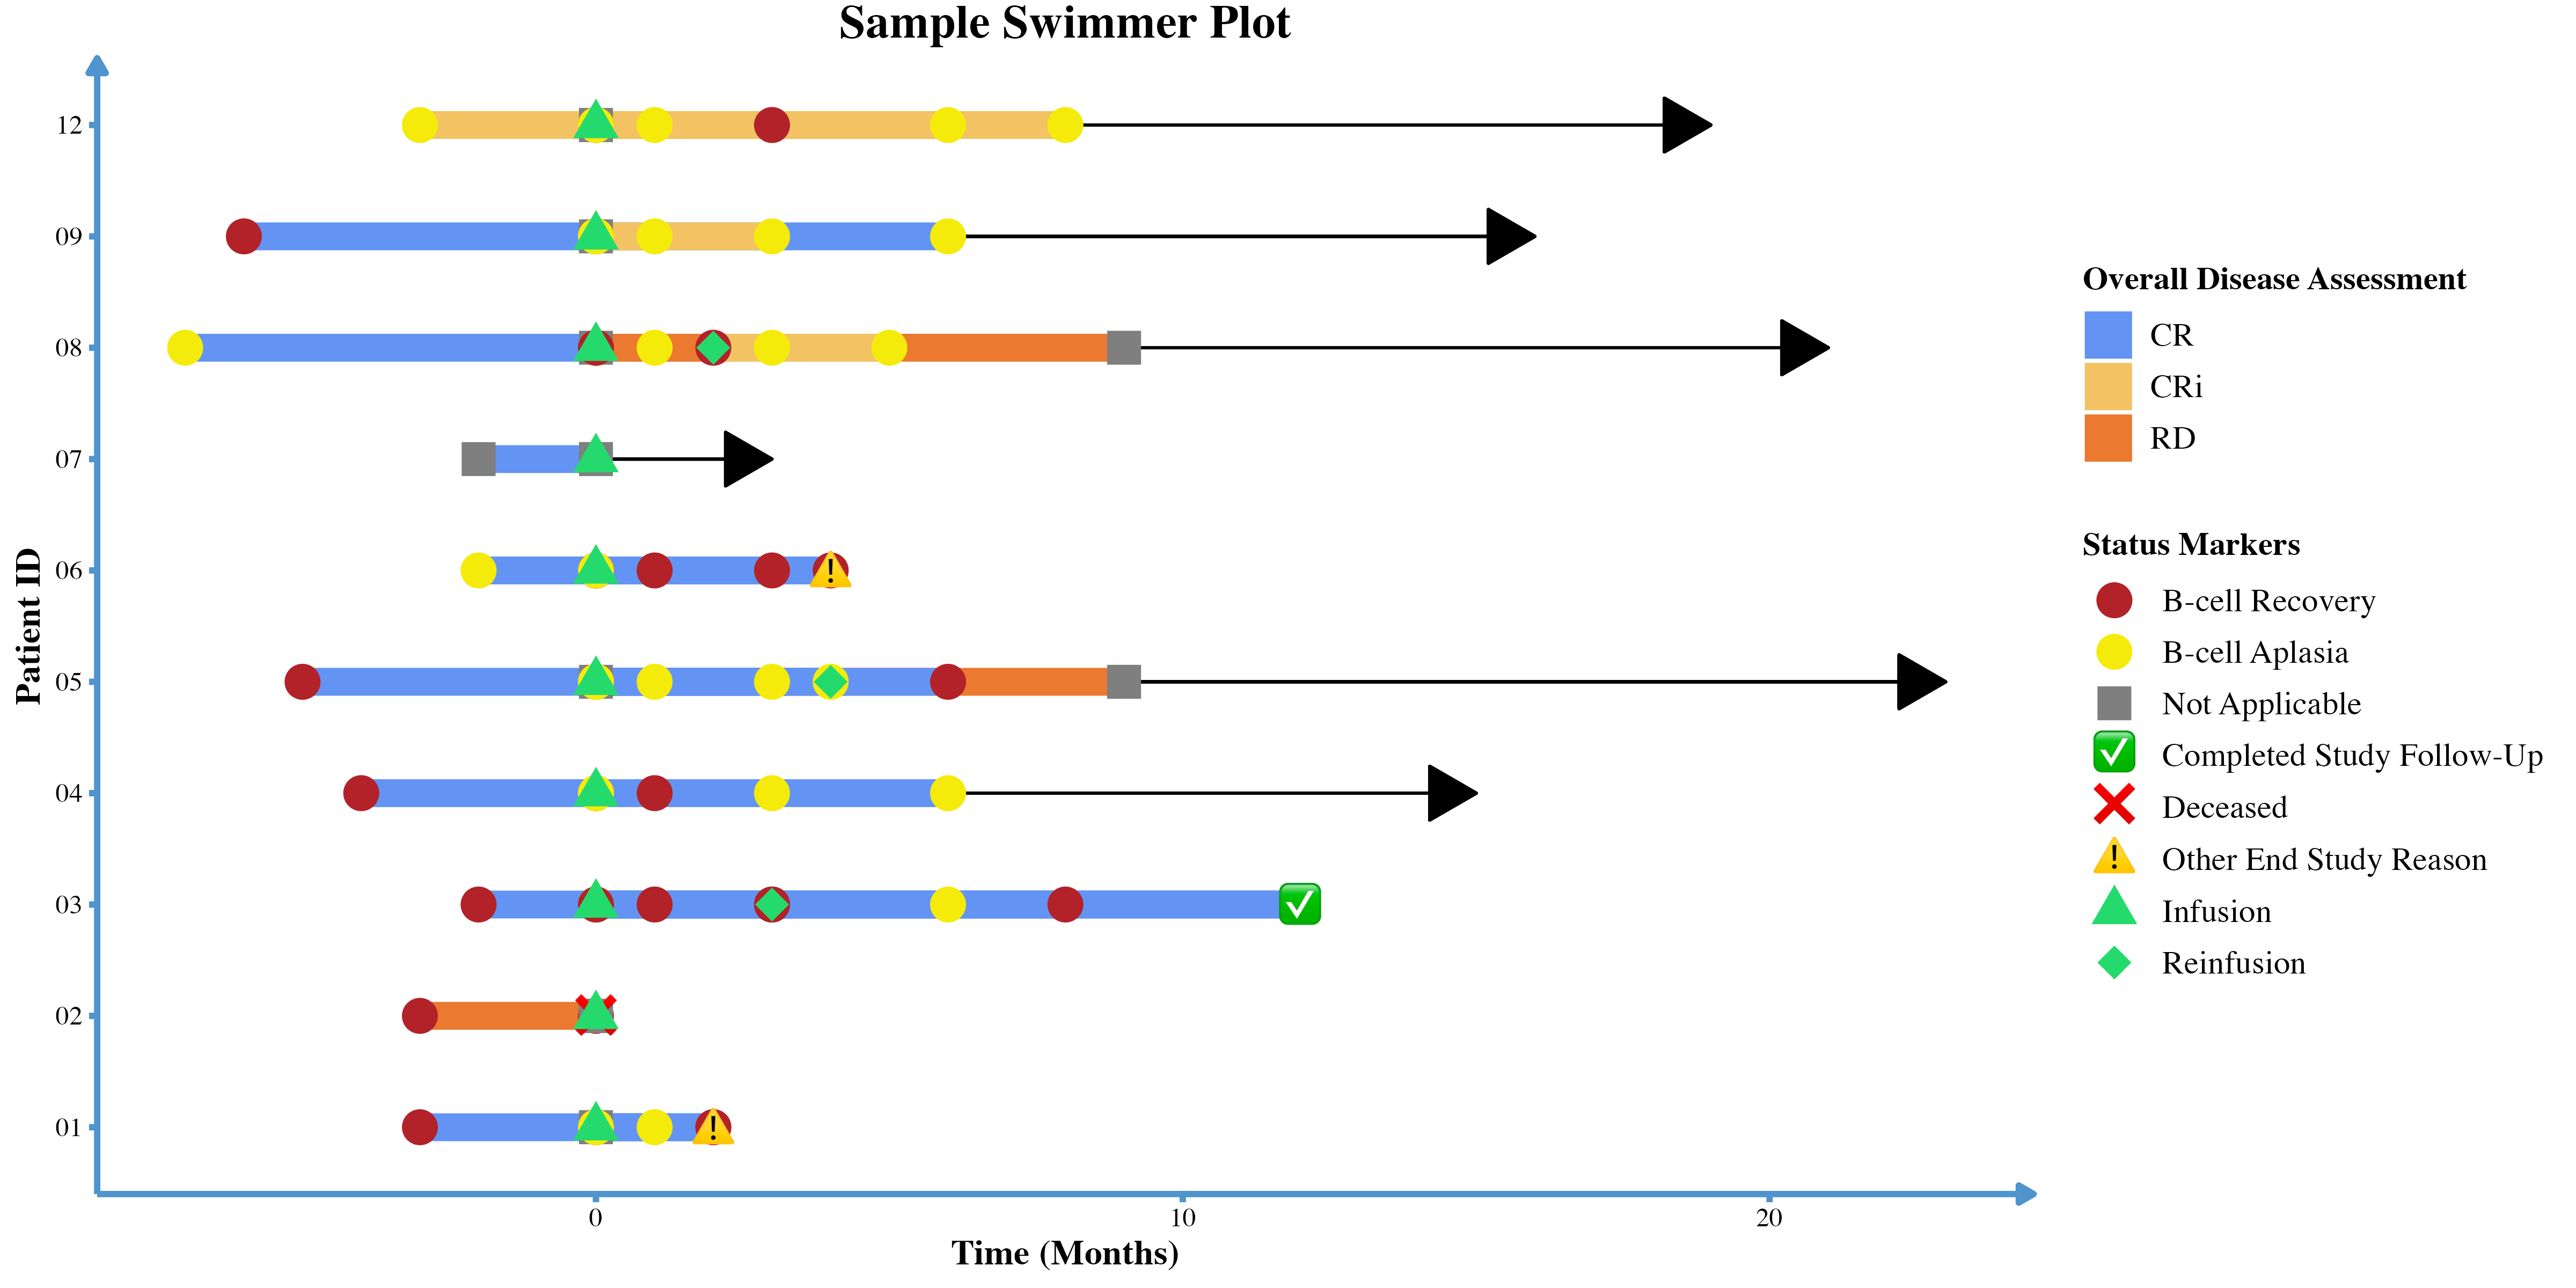 Sample Swimmer Plot
Patient ID
12
09
08
07
06
05
04
03
02
01
0
10
20
Time (Months)
Overall Disease Assessment
CR
CRi
RD
Status Markers
B-cell Recovery
B-cell Aplasia
Not Applicable
Completed Study Follow-Up
Deceased
Other End Study Reason
Infusion
Reinfusion